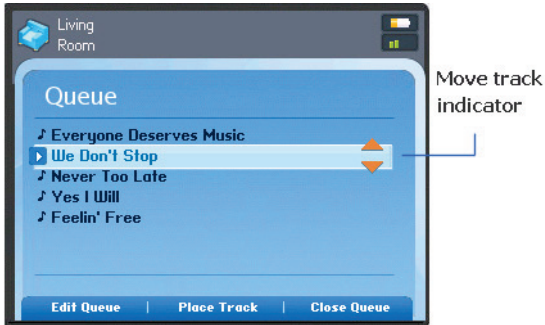 Living
Room
Queue
Everyone Deserves Music
We Don't Stop
Never Too Late
Yes I Will
Feelin' Free
Edit Queue | Place Track | Close Queue
Move track
indicator